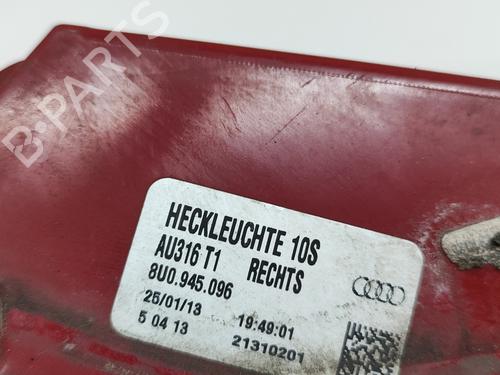 B-PARTS
HECKLEUCHTE 10S
AU316 T1 RECHTS
8U0.945.096
25/01/13 19:49:01
5 04 13 21310201